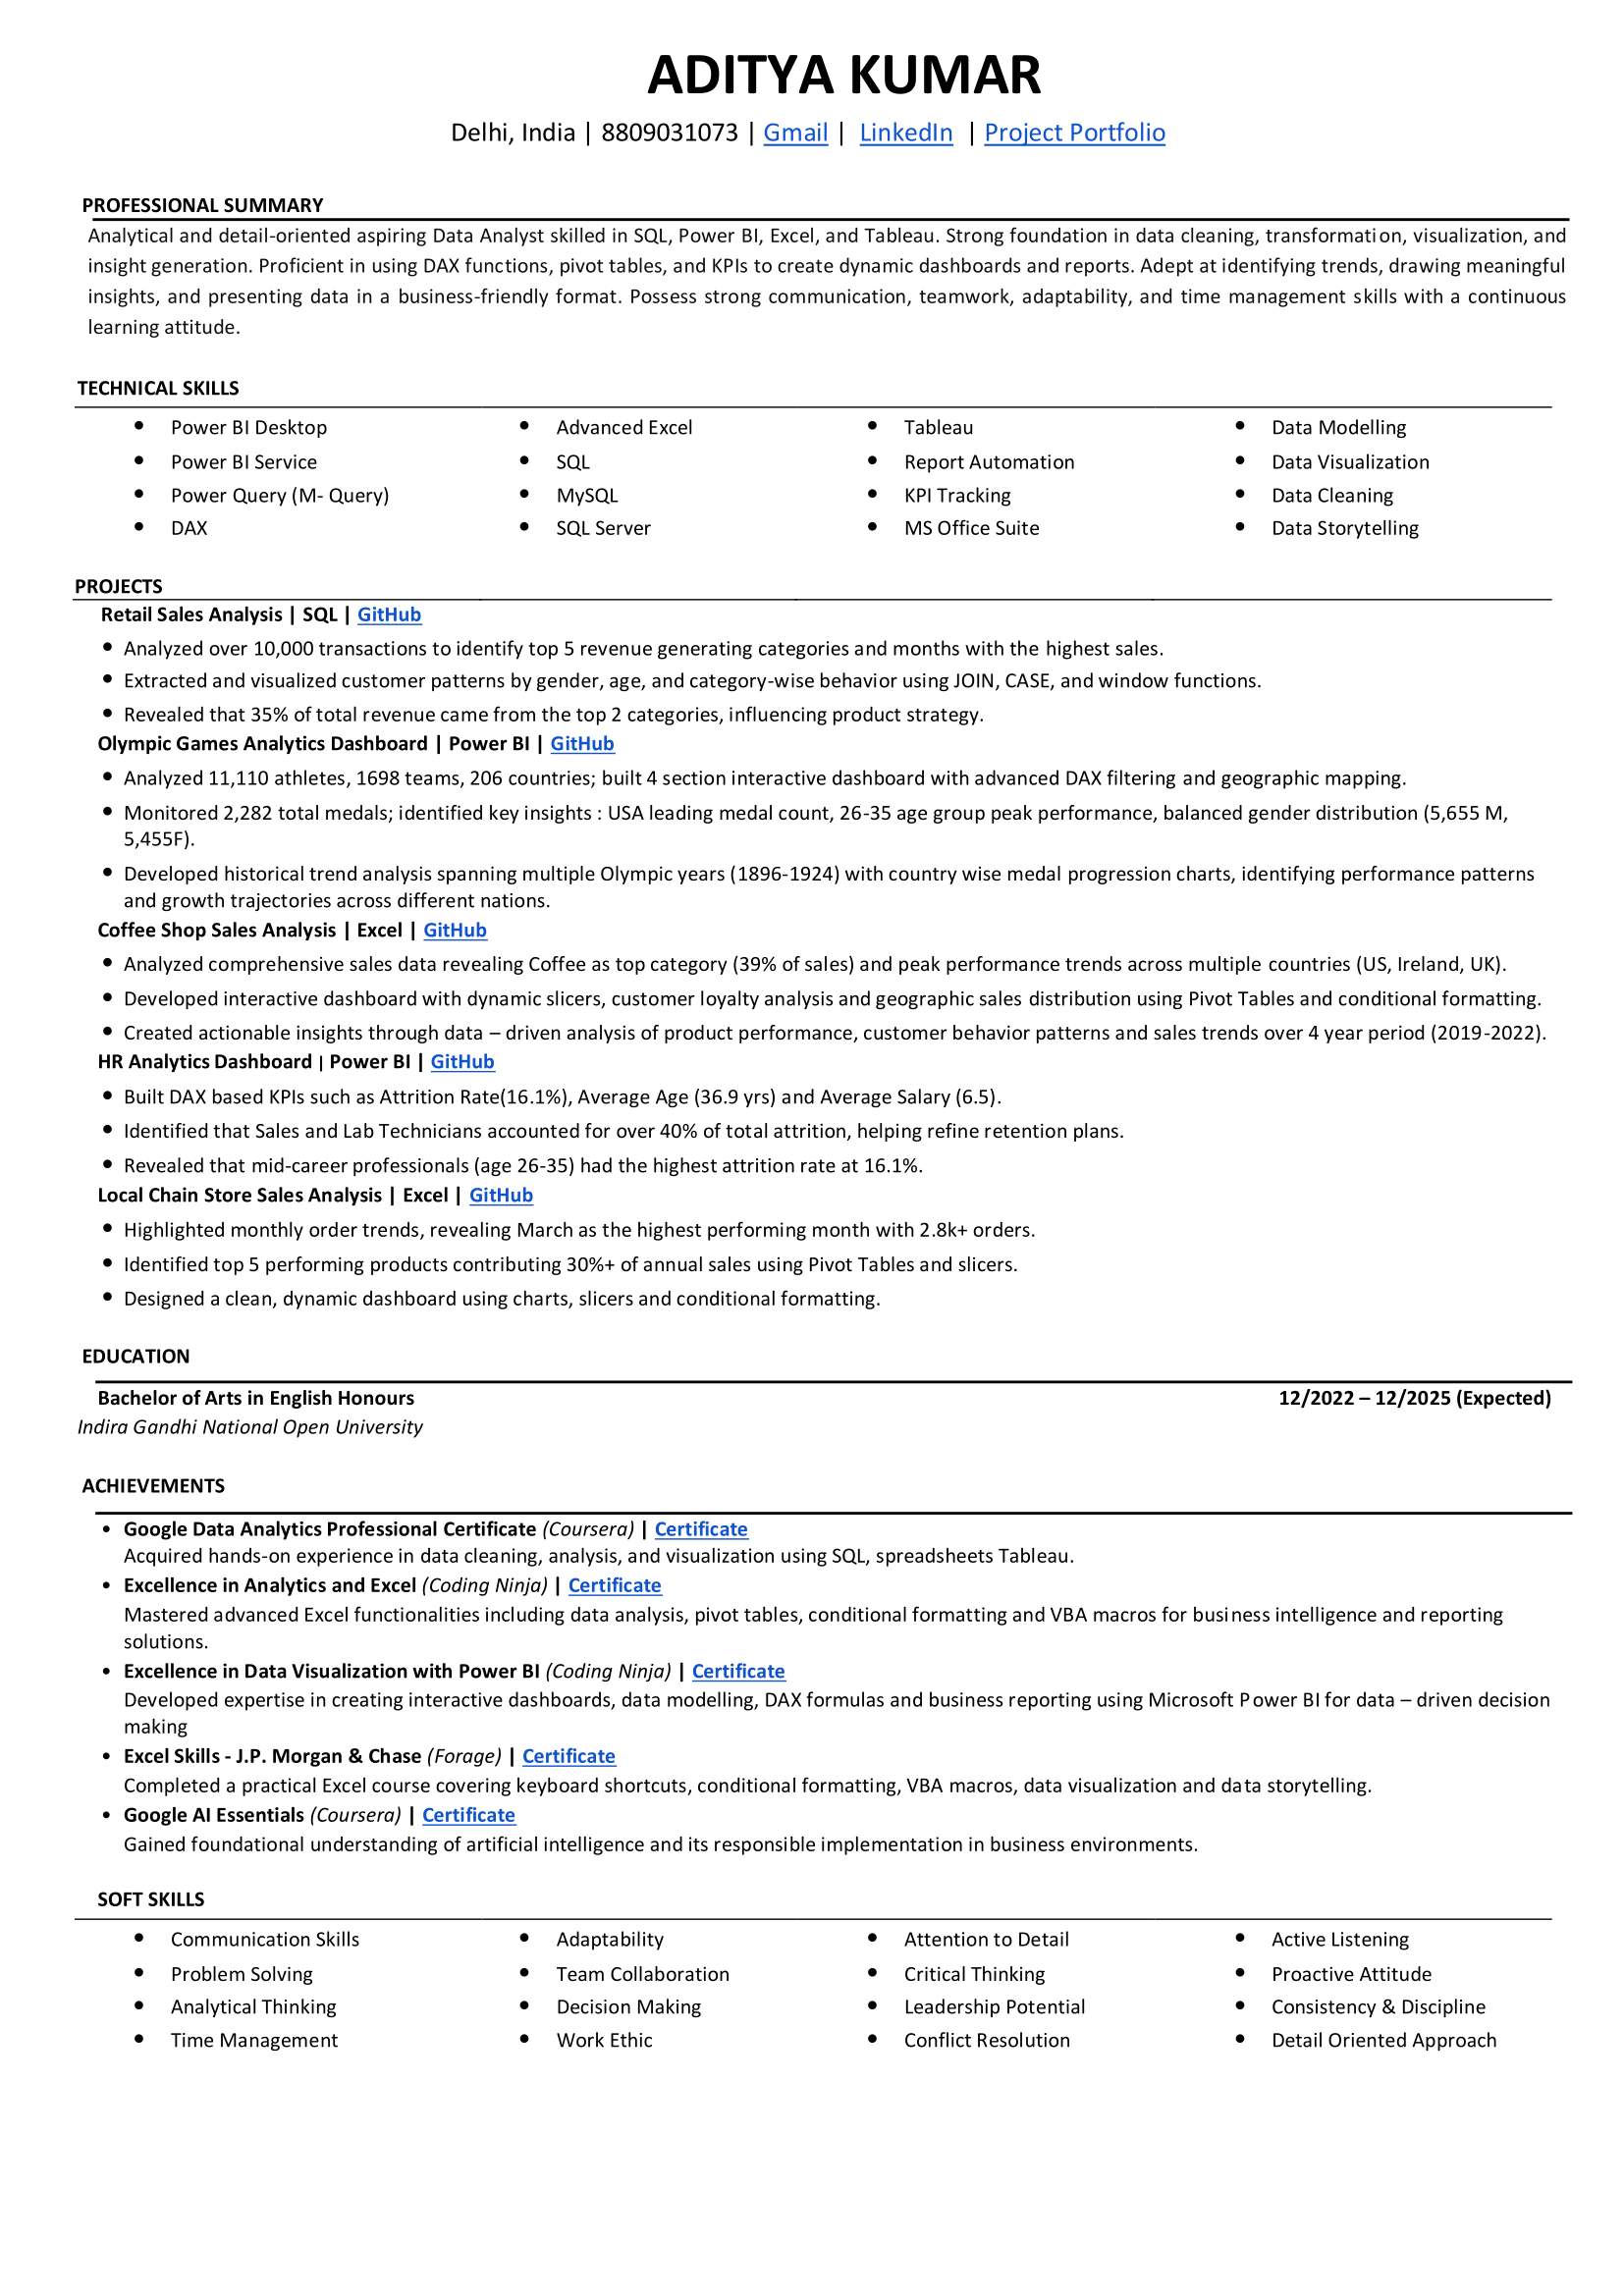 ADITYA KUMAR
Delhi, India | 8809031073 | Gmail | LinkedIn | Project Portfolio
PROFESSIONAL SUMMARY
Analytical and detail-oriented aspiring Data Analyst skilled in SQL, Power BI, Excel, and Tableau. Strong foundation in data cleaning, transformation, visualization, and
insight generation. Proficient in using DAX functions, pivot tables, and KPIs to create dynamic dashboards and reports. Adept at identifying trends, drawing meaningful
insights, and presenting data in a business-friendly format. Possess strong communication, teamwork, adaptability, and time management skills with a continuous
learning attitude.
TECHNICAL SKILLS
• Power BI Desktop • Advanced Excel • Tableau • Data Modelling
• Power BI Service • SQL • Report Automation • Data Visualization
• Power Query (M- Query) • MySQL • KPI Tracking • Data Cleaning
• DAX • SQL Server • MS Office Suite • Data Storytelling
PROJECTS
Retail Sales Analysis | SQL | GitHub
• Analyzed over 10,000 transactions to identify top 5 revenue generating categories and months with the highest sales.
• Extracted and visualized customer patterns by gender, age, and category-wise behavior using JOIN, CASE, and window functions.
• Revealed that 35% of total revenue came from the top 2 categories, influencing product strategy.
Olympic Games Analytics Dashboard | Power BI | GitHub
• Analyzed 11,110 athletes, 1698 teams, 206 countries; built 4 section interactive dashboard with advanced DAX filtering and geographic mapping.
• Monitored 2,282 total medals; identified key insights : USA leading medal count, 26-35 age group peak performance, balanced gender distribution (5,655 M,
5,455F).
• Developed historical trend analysis spanning multiple Olympic years (1896-1924) with country wise medal progression charts, identifying performance patterns
and growth trajectories across different nations.
Coffee Shop Sales Analysis | Excel | GitHub
• Analyzed comprehensive sales data revealing Coffee as top category (39% of sales) and peak performance trends across multiple countries (US, Ireland, UK).
• Developed interactive dashboard with dynamic slicers, customer loyalty analysis and geographic sales distribution using Pivot Tables and conditional formatting.
• Created actionable insights through data – driven analysis of product performance, customer behavior patterns and sales trends over 4 year period (2019-2022).
HR Analytics Dashboard | Power BI | GitHub
• Built DAX based KPIs such as Attrition Rate(16.1%), Average Age (36.9 yrs) and Average Salary (6.5).
• Identified that Sales and Lab Technicians accounted for over 40% of total attrition, helping refine retention plans.
• Revealed that mid-career professionals (age 26-35) had the highest attrition rate at 16.1%.
Local Chain Store Sales Analysis | Excel | GitHub
• Highlighted monthly order trends, revealing March as the highest performing month with 2.8k+ orders.
• Identified top 5 performing products contributing 30%+ of annual sales using Pivot Tables and slicers.
• Designed a clean, dynamic dashboard using charts, slicers and conditional formatting.
EDUCATION
Bachelor of Arts in English Honours 12/2022 – 12/2025 (Expected)
Indira Gandhi National Open University
ACHIEVEMENTS
• Google Data Analytics Professional Certificate (Coursera) | Certificate
Acquired hands-on experience in data cleaning, analysis, and visualization using SQL, spreadsheets Tableau.
• Excellence in Analytics and Excel (Coding Ninja) | Certificate
Mastered advanced Excel functionalities including data analysis, pivot tables, conditional formatting and VBA macros for business intelligence and reporting
solutions.
• Excellence in Data Visualization with Power BI (Coding Ninja) | Certificate
Developed expertise in creating interactive dashboards, data modelling, DAX formulas and business reporting using Microsoft Power BI for data – driven decision
making
• Excel Skills - J.P. Morgan & Chase (Forage) | Certificate
Completed a practical Excel course covering keyboard shortcuts, conditional formatting, VBA macros, data visualization and data storytelling.
• Google AI Essentials (Coursera) | Certificate
Gained foundational understanding of artificial intelligence and its responsible implementation in business environments.
SOFT SKILLS
• Communication Skills • Adaptability • Attention to Detail • Active Listening
• Problem Solving • Team Collaboration • Critical Thinking • Proactive Attitude
• Analytical Thinking • Decision Making • Leadership Potential • Consistency & Discipline
• Time Management • Work Ethic • Conflict Resolution • Detail Oriented Approach